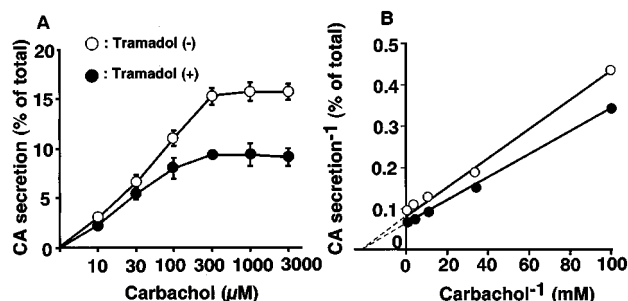 A
○ : Tramadol (-)
● : Tramadol (+)
CA secretion (% of total)
20
15
10
5
0
10 30 100 300 1000 3000
Carbachol (µM)
B
CA secretion⁻¹ (% of total)
0.5
0.4
0.3
0.2
0.1
0
0 20 40 60 80 100
Carbachol⁻¹ (mM)